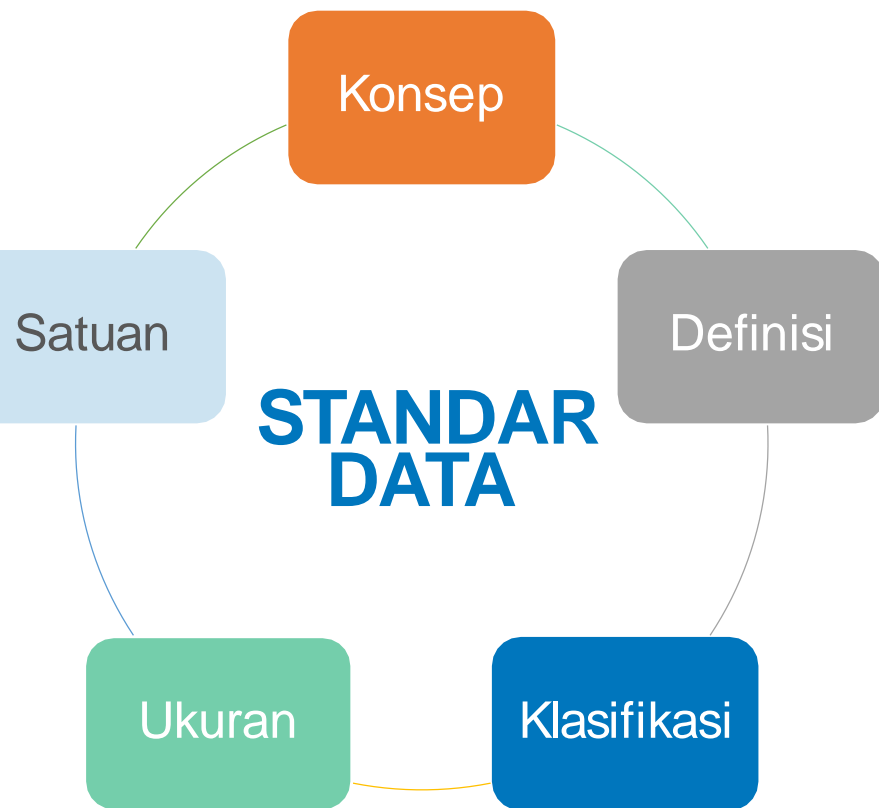 Konsep
Satuan
Definisi
STANDAR
DATA
Ukuran
Klasifikasi